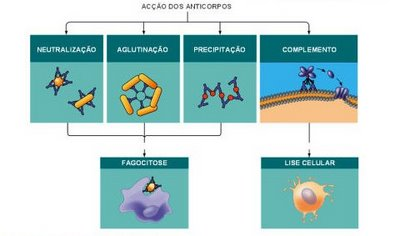 ACÇÃO DOS ANTICORPOS
NEUTRALIZAÇÃO
AGLUTINAÇÃO
PRECIPITAÇÃO
COMPLEMENTO
FAGOCITOSE
LISE CELULAR